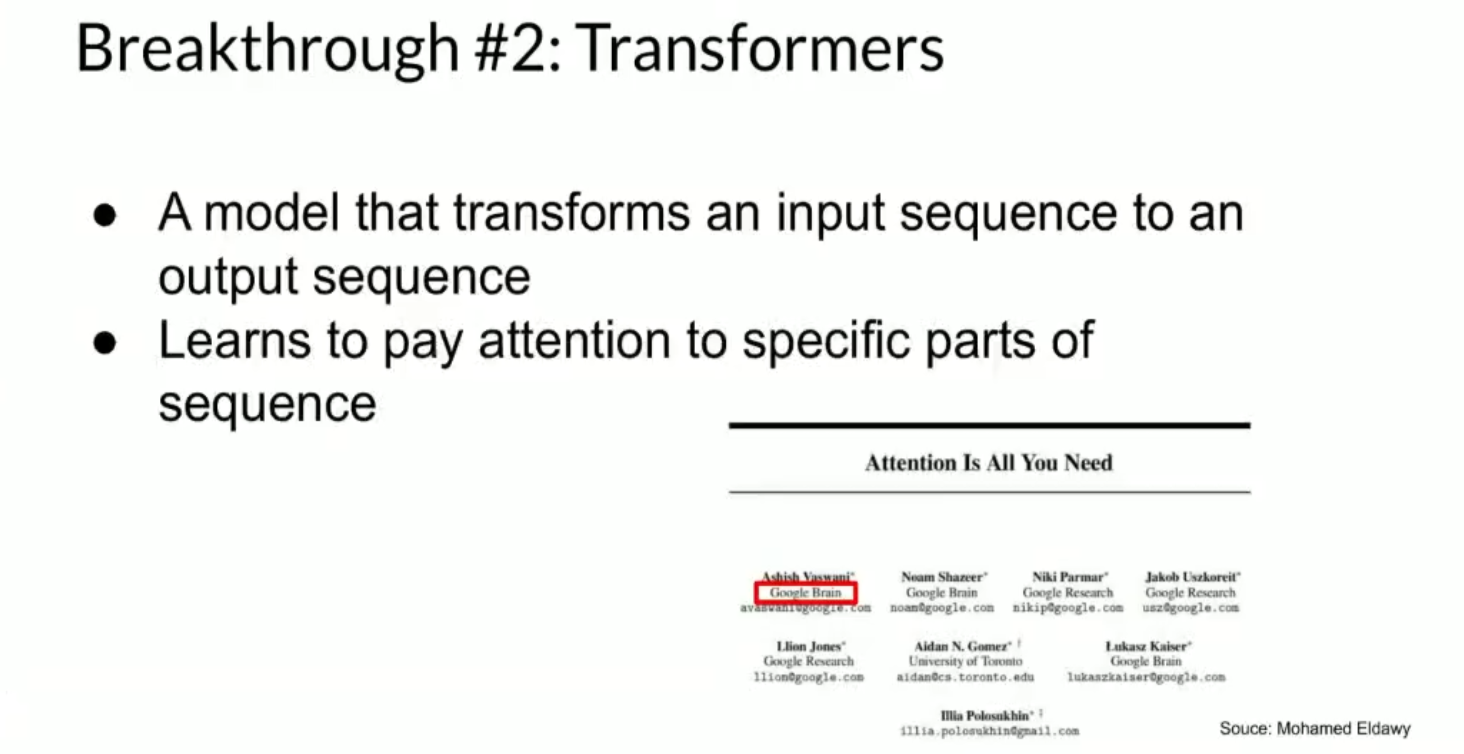 Breakthrough #2: Transformers
● A model that transforms an input sequence to an
output sequence
● Learns to pay attention to specific parts of
sequence
Attention Is All You Need
Ashish Vaswani* Noam Shazeer* Niki Parmar* Jakob Uszkoreit*
Google Brain Google Brain Google Research Google Research
avaswani@google.com noam@google.com nikip@google.com usz@google.com
Llion Jones* Aidan N. Gomez* † Łukasz Kaiser*
Google Research University of Toronto Google Brain
llion@google.com aidan@cs.toronto.edu lukaszkaiser@google.com
Illia Polosukhin* ‡
illia.polosukhin@gmail.com
Souce: Mohamed Eldawy